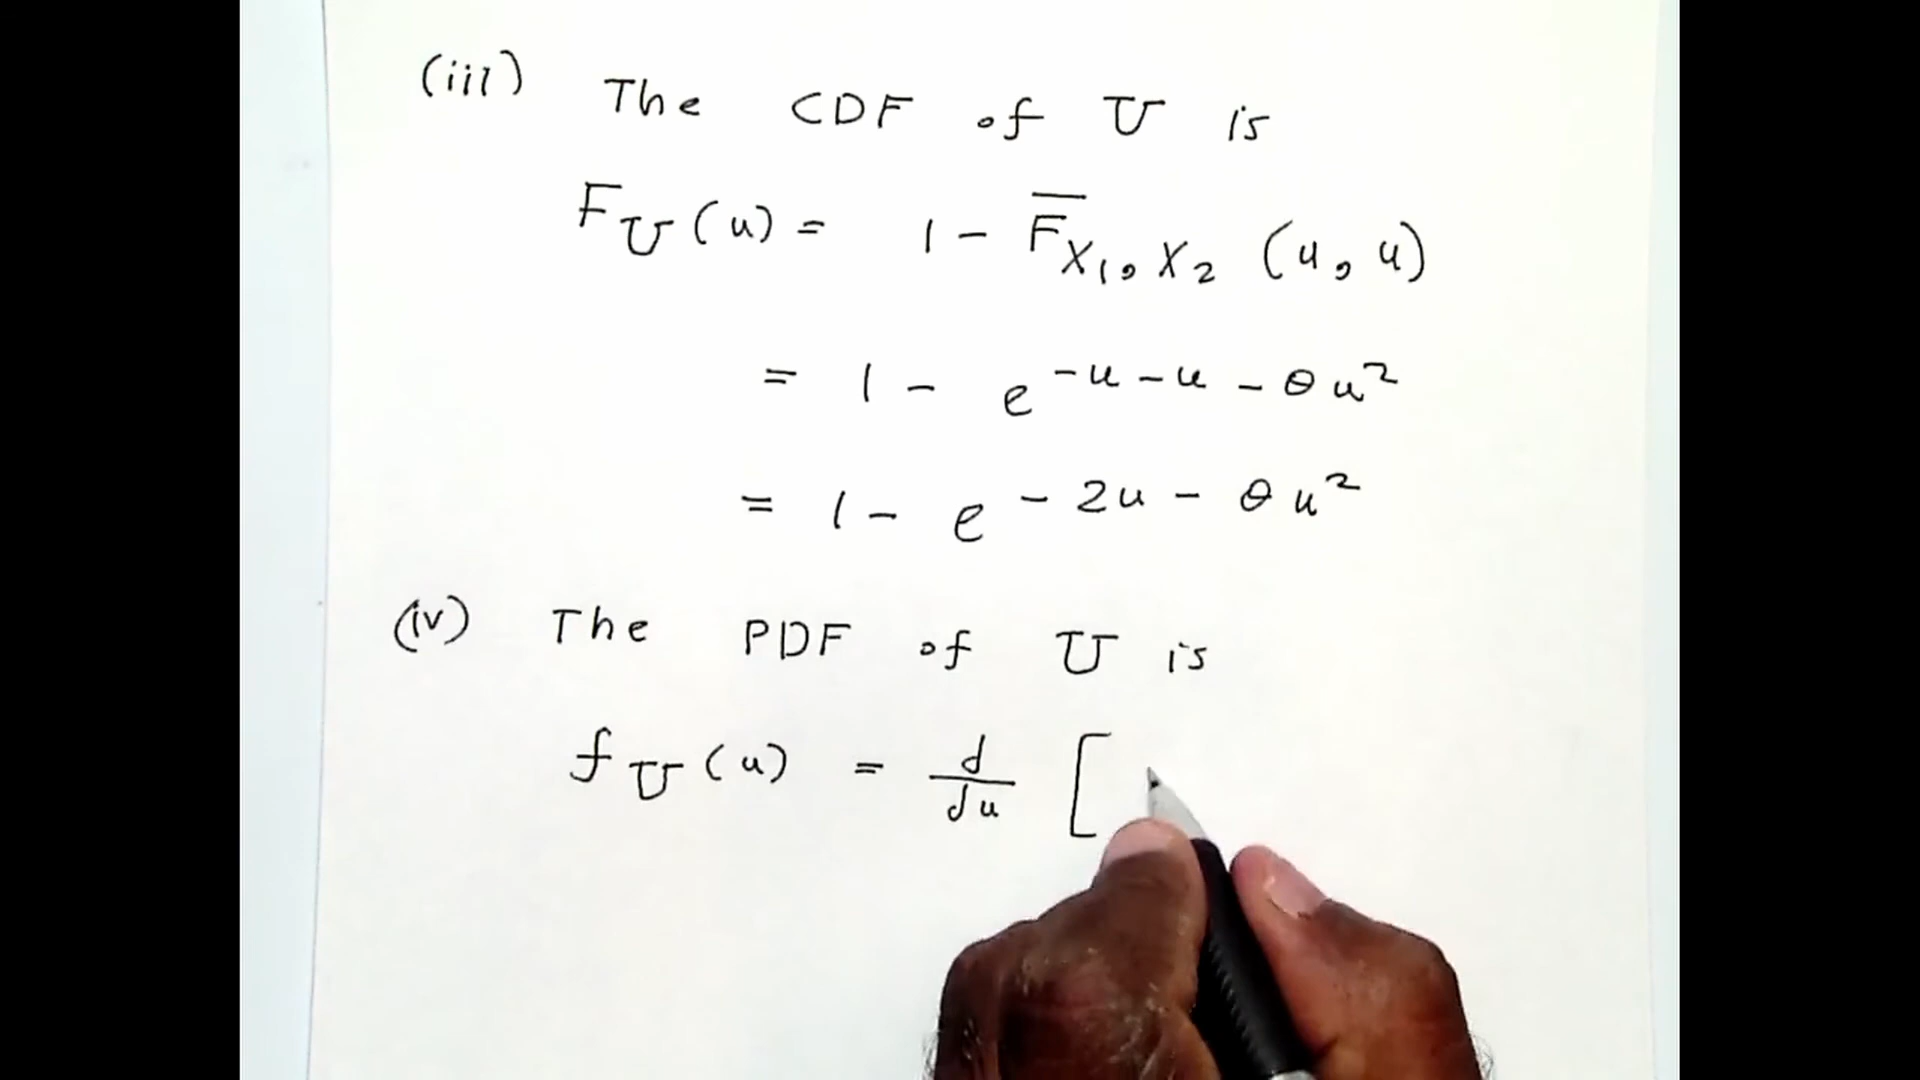 (iii) The CDF of U is
F_U(u) = 1 - F̅_{X₁,X₂}(u, u)
= 1 - e^{-u-u-θu²}
= 1 - e^{-2u-θu²}
(iv) The PDF of U is
f_U(u) = d/du [